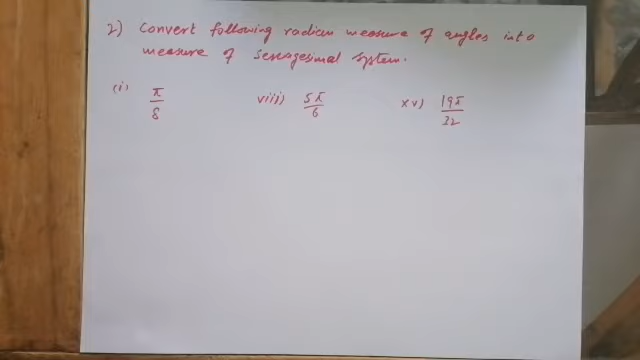 2) Convert following radian measure of angles into
measure of Sexagesimal system.
(i) π/8 viii) 5π/6 xv) 19π/32